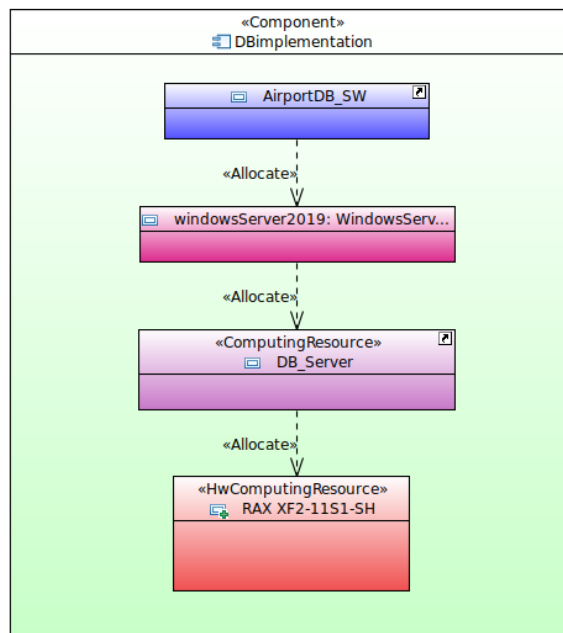 «Component»
DBimplementation
AirportDB_SW
«Allocate»
windowsServer2019: WindowsServ...
«Allocate»
«ComputingResource»
DB_Server
«Allocate»
«HwComputingResource»
RAX XF2-11S1-SH